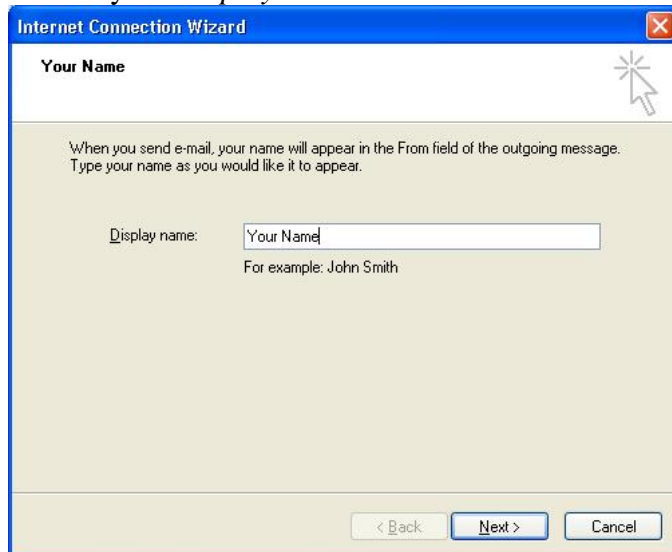 Internet Connection Wizard
Your Name
When you send e-mail, your name will appear in the From field of the outgoing message.
Type your name as you would like it to appear.
Display name: Your Name
For example: John Smith
< Back Next > Cancel